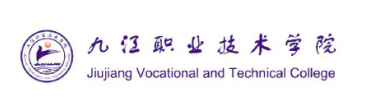 九江职业技术学院
Jiujiang Vocational and Technical College